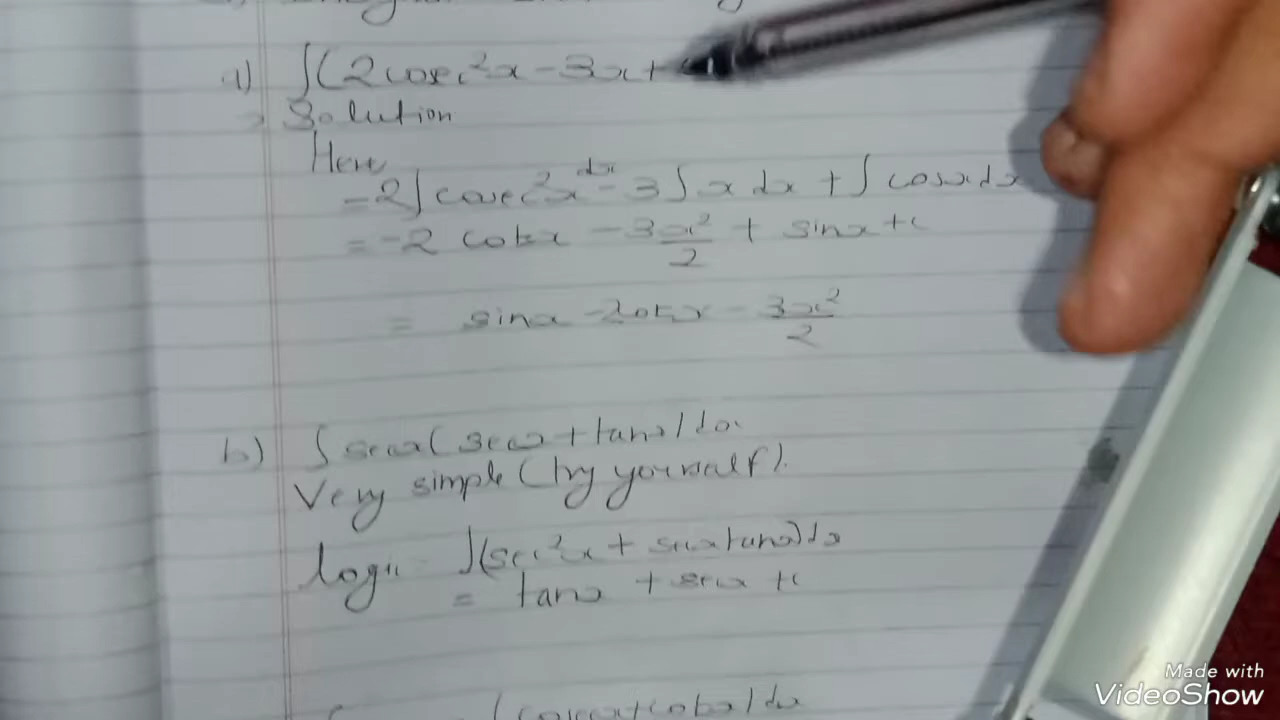 a) ∫(2cosec²x - 3x +
Solution
Here
-2∫cosec²x dx - 3∫x dx + ∫cosx dx
= -2 cotx - 3x²/2 + sinx + c
= sinx - 2cotx - 3x²/2
b) ∫secx(secx + tanx)dx
Very simple (try yourself).
∫(sec²x + secx tanx)dx
= tanx + secx + c
Made with
VideoShow